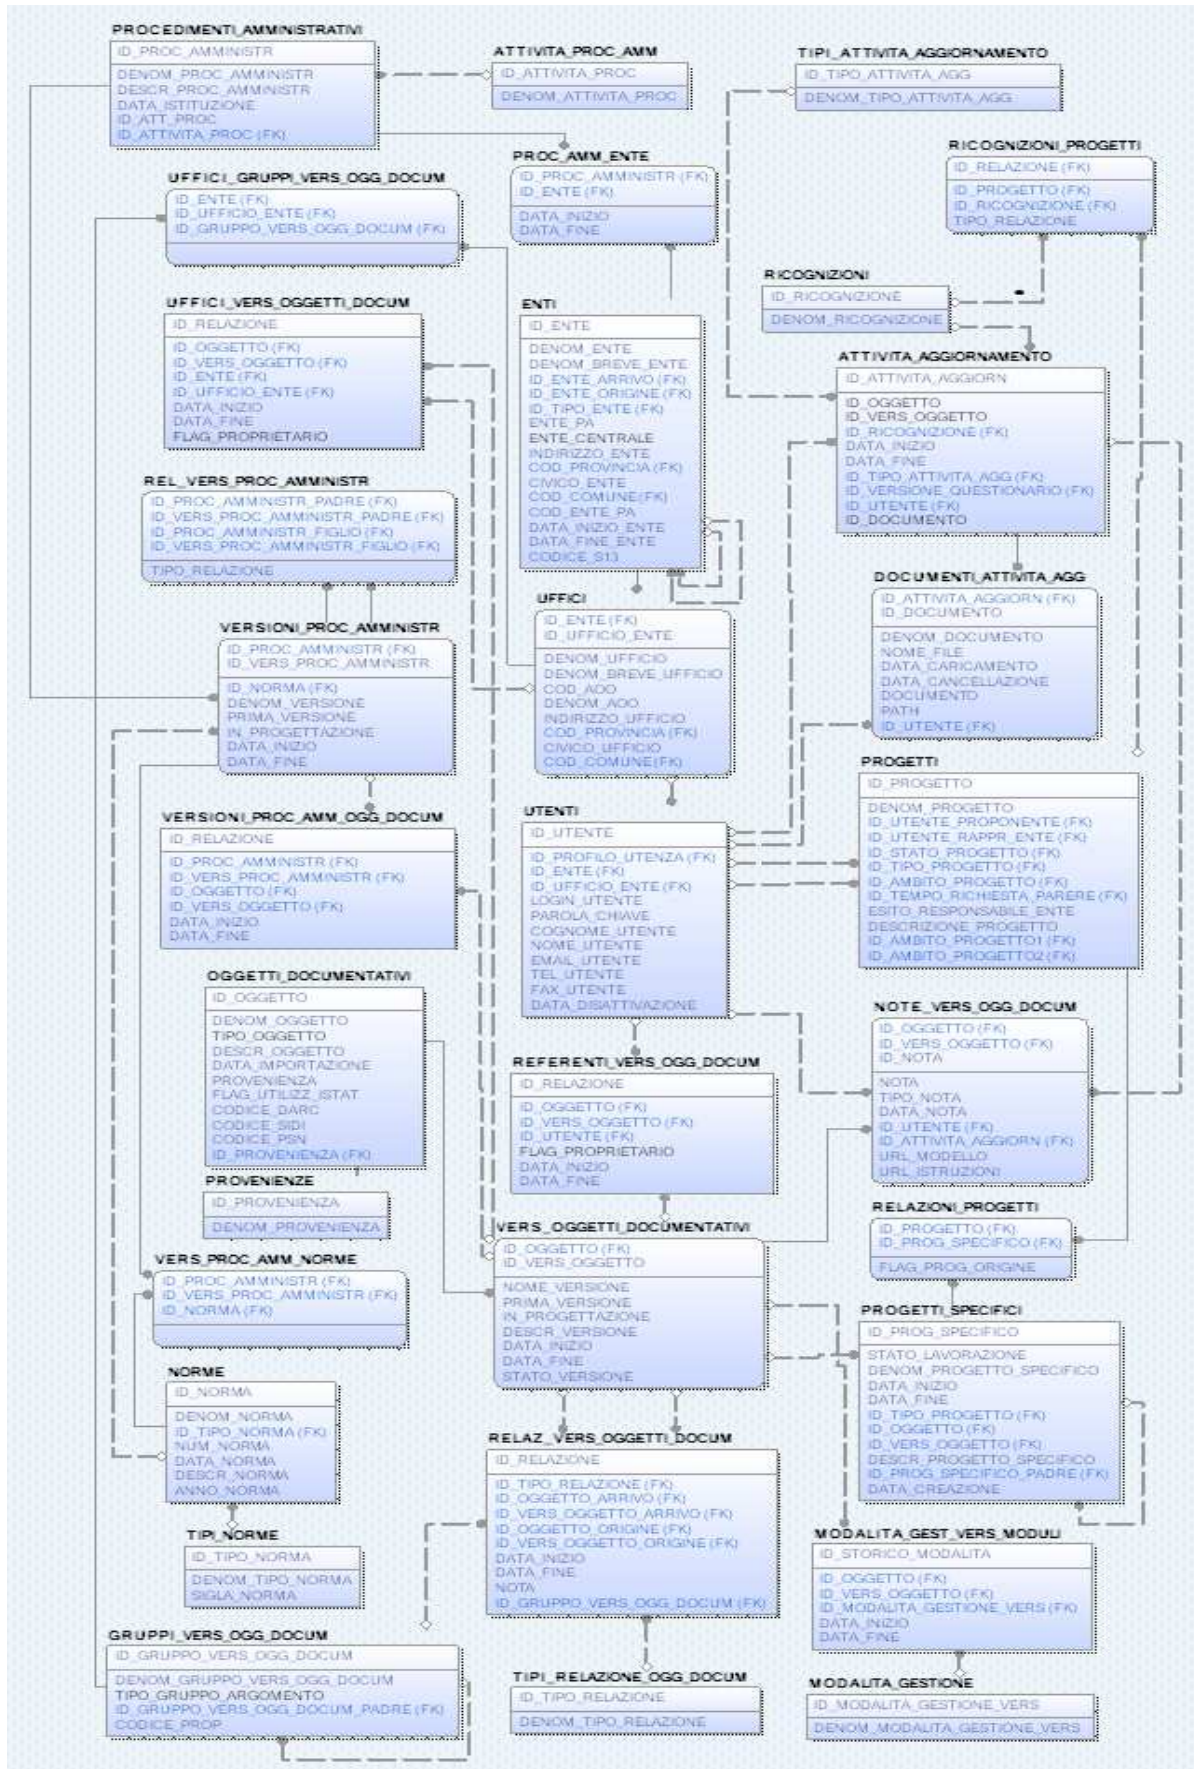 PROCEDIMENTI_AMMINISTRATIVI
ID_PROC_AMMINISTR
DENOM_PROC_AMMINISTR
DESCR_PROC_AMMINISTR
DATA_ISTITUZIONE
ID_ATT_PROC
ID_ATTIVITA_PROC (FK)
ATTIVITA_PROC_AMM
ID_ATTIVITA_PROC
DENOM_ATTIVITA_PROC
TIPI_ATTIVITA_AGGIORNAMENTO
ID_TIPO_ATTIVITA_AGG
DENOM_TIPO_ATTIVITA_AGG
PROC_AMM_ENTE
ID_PROC_AMMINISTR (FK)
ID_ENTE (FK)
DATA_INIZIO
DATA_FINE
RICOGNIZIONI_PROGETTI
ID_RELAZIONE (FK)
ID_PROGETTO (FK)
ID_RICOGNIZIONE (FK)
TIPO_RELAZIONE
UFFICI_GRUPPI_VERS_OGG_DOCUM
ID_ENTE (FK)
ID_UFFICIO_ENTE (FK)
ID_GRUPPO_VERS_OGG_DOCUM (FK)
RICOGNIZIONI
ID_RICOGNIZIONE
DENOM_RICOGNIZIONE
UFFICI_VERS_OGGETTI_DOCUM
ID_RELAZIONE
ID_OGGETTO (FK)
ID_VERS_OGGETTO (FK)
ID_ENTE (FK)
ID_UFFICIO_ENTE (FK)
DATA_INIZIO
DATA_FINE
FLAG_PROPRIETARIO
ENTI
ID_ENTE
DENOM_ENTE
DENOM_BREVE_ENTE
ID_ENTE_ARRIVO (FK)
ID_ENTE_ORIGINE (FK)
ID_TIPO_ENTE (FK)
ENTE_PA
ENTE_CENTRALE
INDIRIZZO_ENTE
COD_PROVINCIA (FK)
CIVICO_ENTE
COD_COMUNE(FK)
COD_ENTE_PA
DATA_INIZIO_ENTE
DATA_FINE_ENTE
CODICE_S13
ATTIVITA_AGGIORNAMENTO
ID_ATTIVITA_AGGIORN
ID_OGGETTO
ID_VERS_OGGETTO
ID_RICOGNIZIONE (FK)
DATA_INIZIO
DATA_FINE
ID_TIPO_ATTIVITA_AGG (FK)
ID_VERSIONE_QUESTIONARIO (FK)
ID_UTENTE (FK)
ID_DOCUMENTO
REL_VERS_PROC_AMMINISTR
ID_PROC_AMMINISTR_PADRE (FK)
ID_VERS_PROC_AMMINISTR_PADRE (FK)
ID_PROC_AMMINISTR_FIGLIO (FK)
ID_VERS_PROC_AMMINISTR_FIGLIO (FK)
TIPO_RELAZIONE
DOCUMENTI_ATTIVITA_AGG
ID_ATTIVITA_AGGIORN (FK)
ID_DOCUMENTO
DENOM_DOCUMENTO
NOME_FILE
DATA_CARICAMENTO
DATA_CANCELLAZIONE
DOCUMENTO
PATH
ID_UTENTE (FK)
UFFICI
ID_ENTE (FK)
ID_UFFICIO_ENTE
DENOM_UFFICIO
DENOM_BREVE_UFFICIO
COD_AOO
DENOM_AOO
INDIRIZZO_UFFICIO
COD_PROVINCIA (FK)
CIVICO_UFFICIO
COD_COMUNE(FK)
VERSIONI_PROC_AMMINISTR
ID_PROC_AMMINISTR (FK)
ID_VERS_PROC_AMMINISTR
ID_NORMA (FK)
DENOM_VERSIONE
PRIMA_VERSIONE
IN_PROGETTAZIONE
DATA_INIZIO
DATA_FINE
PROGETTI
ID_PROGETTO
DENOM_PROGETTO
ID_UTENTE_PROPONENTE (FK)
ID_UTENTE_RAPPR_ENTE (FK)
ID_STATO_PROGETTO (FK)
ID_TIPO_PROGETTO (FK)
ID_AMBITO_PROGETTO (FK)
ID_TEMPO_RICHIESTA_PARERE (FK)
ESITO_RESPONSABILE_ENTE
DESCRIZIONE_PROGETTO
ID_AMBITO_PROGETTO1 (FK)
ID_AMBITO_PROGETTO2 (FK)
VERSIONI_PROC_AMM_OGG_DOCUM
ID_RELAZIONE
ID_PROC_AMMINISTR (FK)
ID_VERS_PROC_AMMINISTR (FK)
ID_OGGETTO (FK)
ID_VERS_OGGETTO (FK)
DATA_INIZIO
DATA_FINE
UTENTI
ID_UTENTE
ID_PROFILO_UTENZA (FK)
ID_ENTE (FK)
ID_UFFICIO_ENTE (FK)
LOGIN_UTENTE
PAROLA_CHIAVE
COGNOME_UTENTE
NOME_UTENTE
EMAIL_UTENTE
TEL_UTENTE
FAX_UTENTE
DATA_DISATTIVAZIONE
OGGETTI_DOCUMENTATIVI
ID_OGGETTO
DENOM_OGGETTO
TIPO_OGGETTO
DESCR_OGGETTO
DATA_IMPORTAZIONE
PROVENIENZA
FLAG_UTILIZZ_ISTAT
CODICE_DARC
CODICE_SIDI
CODICE_PSN
ID_PROVENIENZA (FK)
NOTE_VERS_OGG_DOCUM
ID_OGGETTO (FK)
ID_VERS_OGGETTO (FK)
ID_NOTA
NOTA
TIPO_NOTA
DATA_NOTA
ID_UTENTE (FK)
ID_ATTIVITA_AGGIORN (FK)
URL_MODELLO
URL_ISTRUZIONI
REFERENTI_VERS_OGG_DOCUM
ID_RELAZIONE
ID_OGGETTO (FK)
ID_VERS_OGGETTO (FK)
ID_UTENTE (FK)
FLAG_PROPRIETARIO
DATA_INIZIO
DATA_FINE
PROVENIENZE
ID_PROVENIENZA
DENOM_PROVENIENZA
RELAZIONI_PROGETTI
ID_PROGETTO (FK)
ID_PROG_SPECIFICO (FK)
FLAG_PROG_ORIGINE
VERS_OGGETTI_DOCUMENTATIVI
ID_OGGETTO (FK)
ID_VERS_OGGETTO
NOME_VERSIONE
PRIMA_VERSIONE
IN_PROGETTAZIONE
DESCR_VERSIONE
DATA_INIZIO
DATA_FINE
STATO_VERSIONE
VERS_PROC_AMM_NORME
ID_PROC_AMMINISTR (FK)
ID_VERS_PROC_AMMINISTR (FK)
ID_NORMA (FK)
PROGETTI_SPECIFICI
ID_PROG_SPECIFICO
STATO_LAVORAZIONE
DENOM_PROGETTO_SPECIFICO
DATA_INIZIO
DATA_FINE
ID_TIPO_PROGETTO (FK)
ID_OGGETTO (FK)
ID_VERS_OGGETTO (FK)
DESCR_PROGETTO_SPECIFICO
ID_PROG_SPECIFICO_PADRE (FK)
DATA_CREAZIONE
NORME
ID_NORMA
DENOM_NORMA
ID_TIPO_NORMA (FK)
NUM_NORMA
DATA_NORMA
DESCR_NORMA
ANNO_NORMA
RELAZ_VERS_OGGETTI_DOCUM
ID_RELAZIONE
ID_TIPO_RELAZIONE (FK)
ID_OGGETTO_ARRIVO (FK)
ID_VERS_OGGETTO_ARRIVO (FK)
ID_OGGETTO_ORIGINE (FK)
ID_VERS_OGGETTO_ORIGINE (FK)
DATA_INIZIO
DATA_FINE
NOTA
ID_GRUPPO_VERS_OGG_DOCUM (FK)
TIPI_NORME
ID_TIPO_NORMA
DENOM_TIPO_NORMA
SIGLA_NORMA
MODALITA_GEST_VERS_MODULI
ID_STORICO_MODALITA
ID_OGGETTO (FK)
ID_VERS_OGGETTO (FK)
ID_MODALITA_GESTIONE_VERS (FK)
DATA_INIZIO
DATA_FINE
GRUPPI_VERS_OGG_DOCUM
ID_GRUPPO_VERS_OGG_DOCUM
DENOM_GRUPPO_VERS_OGG_DOCUM
TIPO_GRUPPO_ARGOMENTO
ID_GRUPPO_VERS_OGG_DOCUM_PADRE (FK)
CODICE_PROP
TIPI_RELAZIONE_OGG_DOCUM
ID_TIPO_RELAZIONE
DENOM_TIPO_RELAZIONE
MODALITA_GESTIONE
ID_MODALITA_GESTIONE_VERS
DENOM_MODALITA_GESTIONE_VERS